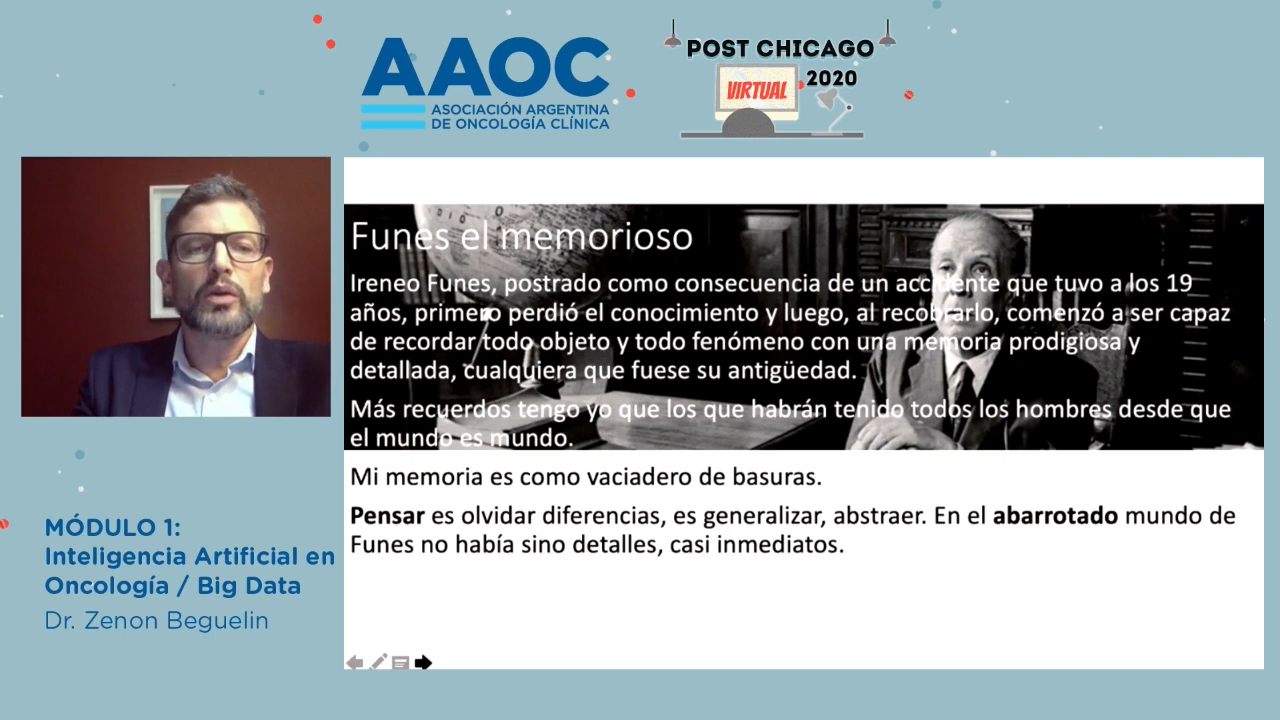 AAOC
ASOCIACIÓN ARGENTINA
DE ONCOLOGÍA CLÍNICA
POST CHICAGO
2020
VIRTUAL
Funes el memorioso
Ireneo Funes, postrado como consecuencia de un accidente que tuvo a los 19
años, primero perdió el conocimiento y luego, al recobrarlo, comenzó a ser capaz
de recordar todo objeto y todo fenómeno con una memoria prodigiosa y
detallada, cualquiera que fuese su antigüedad.
Más recuerdos tengo yo que los que habrán tenido todos los hombres desde que
el mundo es mundo.
Mi memoria es como vaciadero de basuras.
Pensar es olvidar diferencias, es generalizar, abstraer. En el abarrotado mundo de
Funes no había sino detalles, casi inmediatos.
MÓDULO 1:
Inteligencia Artificial en
Oncología / Big Data
Dr. Zenon Beguelin